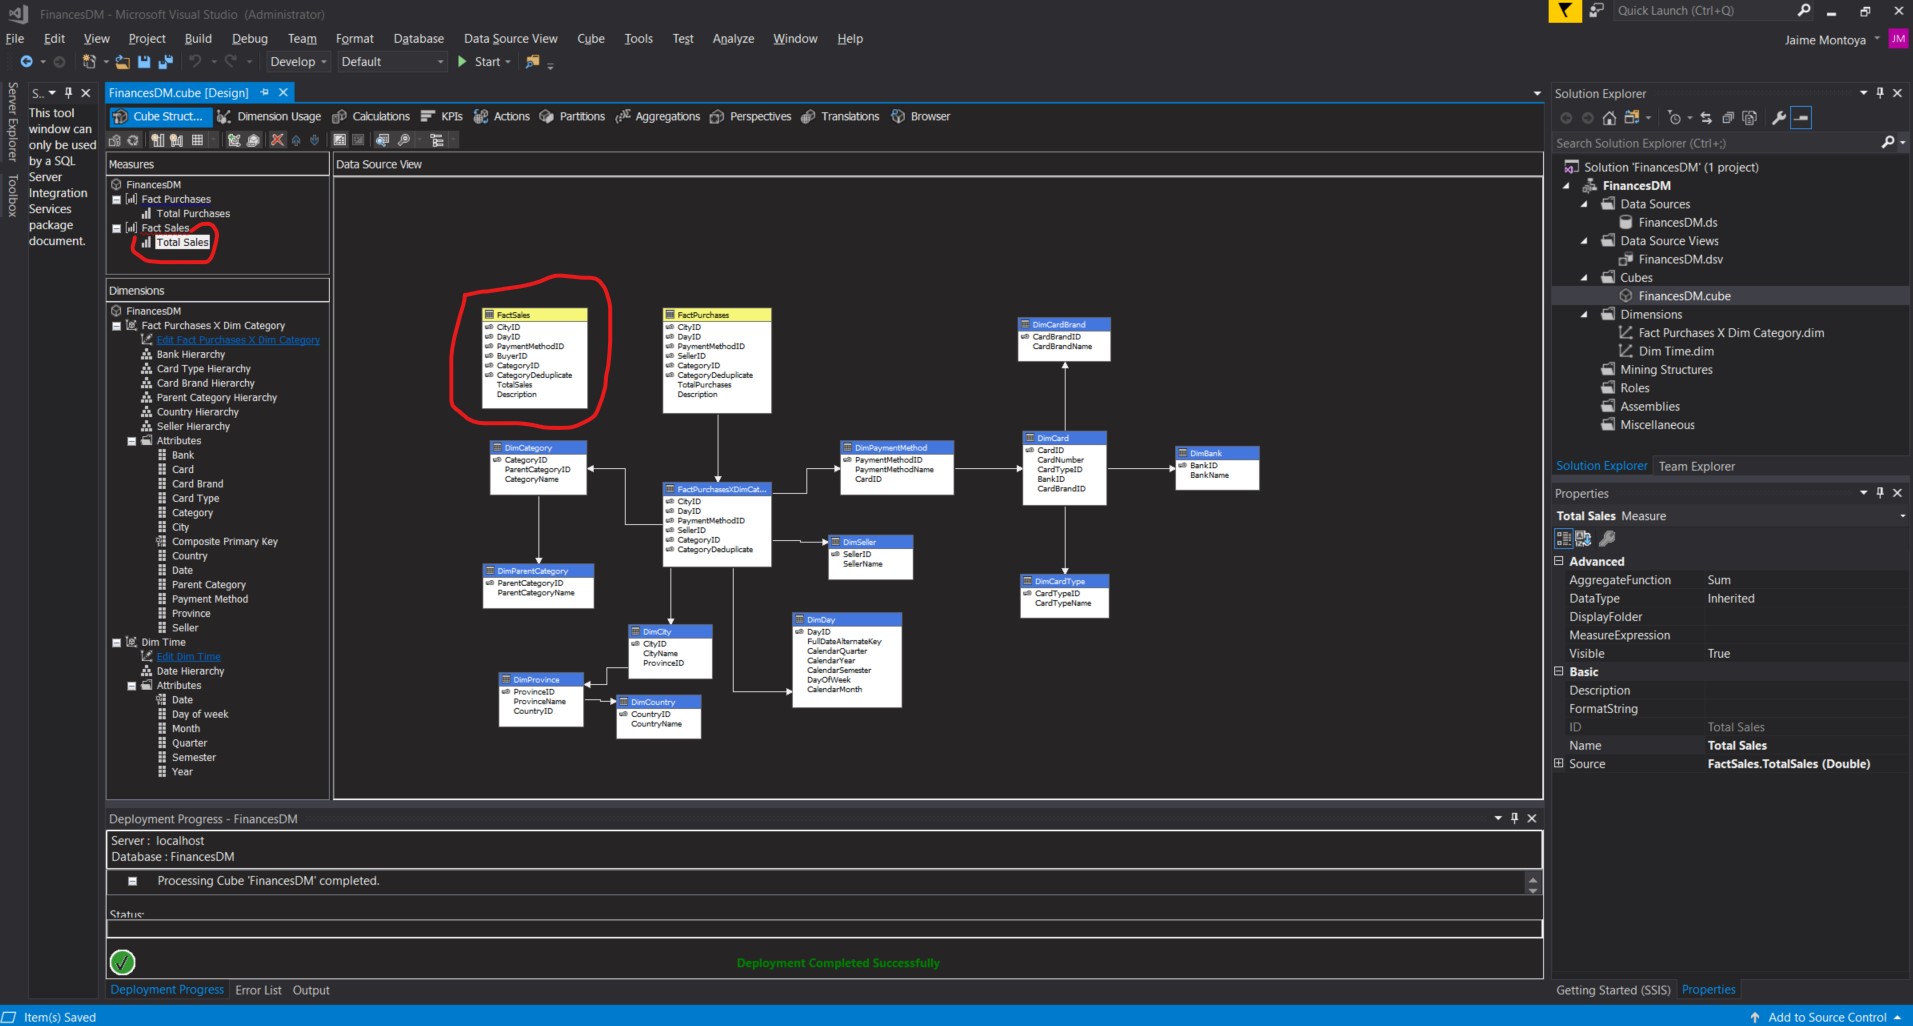 FinancesDM - Microsoft Visual Studio (Administrator)
Quick Launch (Ctrl+Q)
File Edit View Project Build Debug Team Format Database Data Source View Cube Tools Test Analyze Window Help
Jaime Montoya JM
Develop Default Start
Server Explorer
Toolbox
S..
This tool
window can
only be used
by a SQL
Server
Integration
Services
package
document.
FinancesDM.cube [Design]
Cube Struct... Dimension Usage Calculations KPIs Actions Partitions Aggregations Perspectives Translations Browser
Measures
FinancesDM
Fact Purchases
Total Purchases
Fact Sales
Total Sales
Dimensions
FinancesDM
Fact Purchases X Dim Category
Edit Fact Purchases X Dim Category
Bank Hierarchy
Card Type Hierarchy
Card Brand Hierarchy
Parent Category Hierarchy
Country Hierarchy
Seller Hierarchy
Attributes
Bank
Card
Card Brand
Card Type
Category
City
Composite Primary Key
Country
Date
Parent Category
Payment Method
Province
Seller
Dim Time
Edit Dim Time
Date Hierarchy
Attributes
Date
Day of week
Month
Quarter
Semester
Year
Data Source View
FactSales
CityID
DayID
PaymentMethodID
BuyerID
CategoryID
CategoryDeduplicate
TotalSales
Description
FactPurchases
CityID
DayID
PaymentMethodID
SellerID
CategoryID
CategoryDeduplicate
TotalPurchases
Description
DimCardBrand
CardBrandID
CardBrandName
DimCategory
CategoryID
ParentCategoryID
CategoryName
FactPurchasesXDimCat...
CityID
DayID
PaymentMethodID
SellerID
CategoryID
CategoryDeduplicate
DimPaymentMethod
PaymentMethodID
PaymentMethodName
CardID
DimCard
CardID
CardNumber
CardTypeID
BankID
CardBrandID
DimBank
BankID
BankName
DimSeller
SellerID
SellerName
DimParentCategory
ParentCategoryID
ParentCategoryName
DimCardType
CardTypeID
CardTypeName
DimCity
CityID
CityName
ProvinceID
DimDay
DayID
FullDateAlternateKey
CalendarQuarter
CalendarYear
CalendarSemester
DayOfWeek
CalendarMonth
DimProvince
ProvinceID
ProvinceName
CountryID
DimCountry
CountryID
CountryName
Deployment Progress - FinancesDM
Server : localhost
Database : FinancesDM
Processing Cube 'FinancesDM' completed.
Status:
Deployment Completed Successfully
Deployment Progress Error List Output
Solution Explorer
Search Solution Explorer (Ctrl+;)
Solution 'FinancesDM' (1 project)
FinancesDM
Data Sources
FinancesDM.ds
Data Source Views
FinancesDM.dsv
Cubes
FinancesDM.cube
Dimensions
Fact Purchases X Dim Category.dim
Dim Time.dim
Mining Structures
Roles
Assemblies
Miscellaneous
Solution Explorer Team Explorer
Properties
Total Sales Measure
Advanced
AggregateFunction Sum
DataType Inherited
DisplayFolder
MeasureExpression
Visible True
Basic
Description
FormatString
ID Total Sales
Name Total Sales
Source FactSales.TotalSales (Double)
Getting Started (SSIS) Properties
Item(s) Saved
Add to Source Control